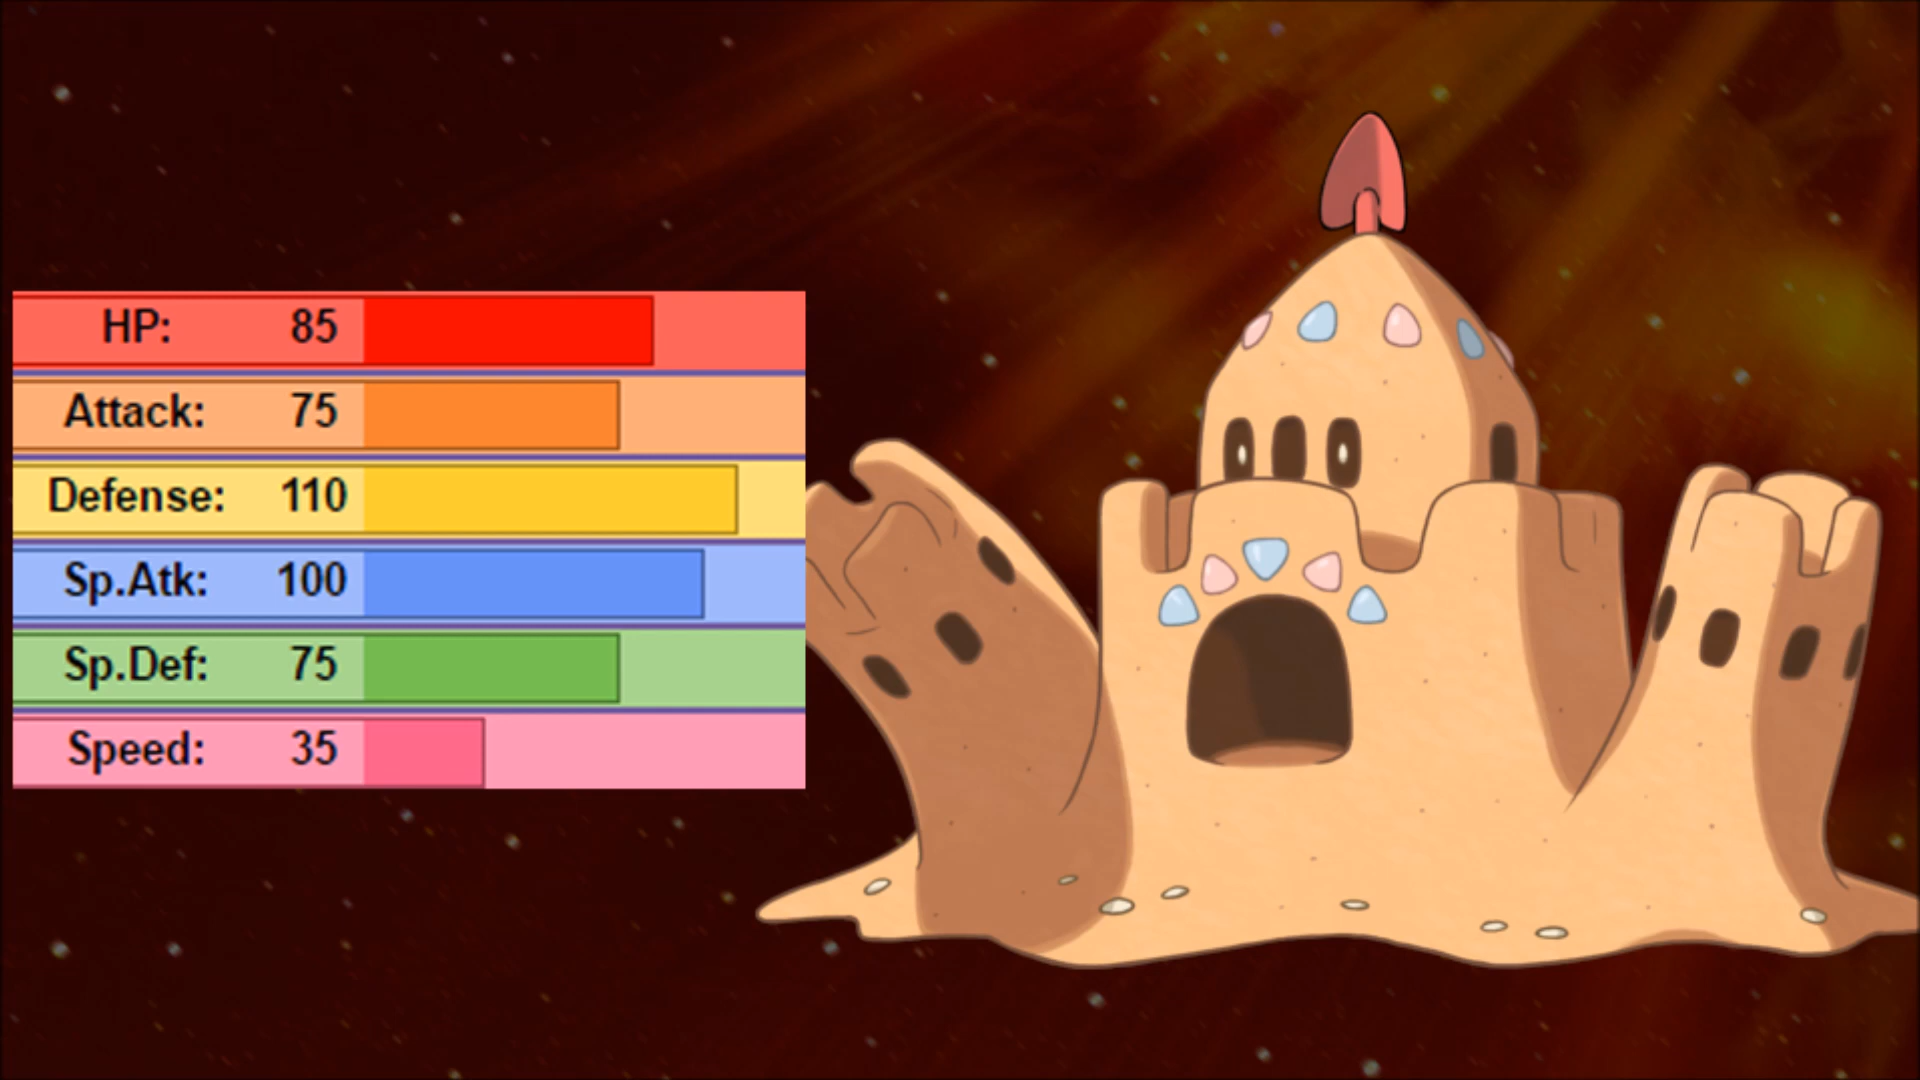 HP: 85
Attack: 75
Defense: 110
Sp.Atk: 100
Sp.Def: 75
Speed: 35